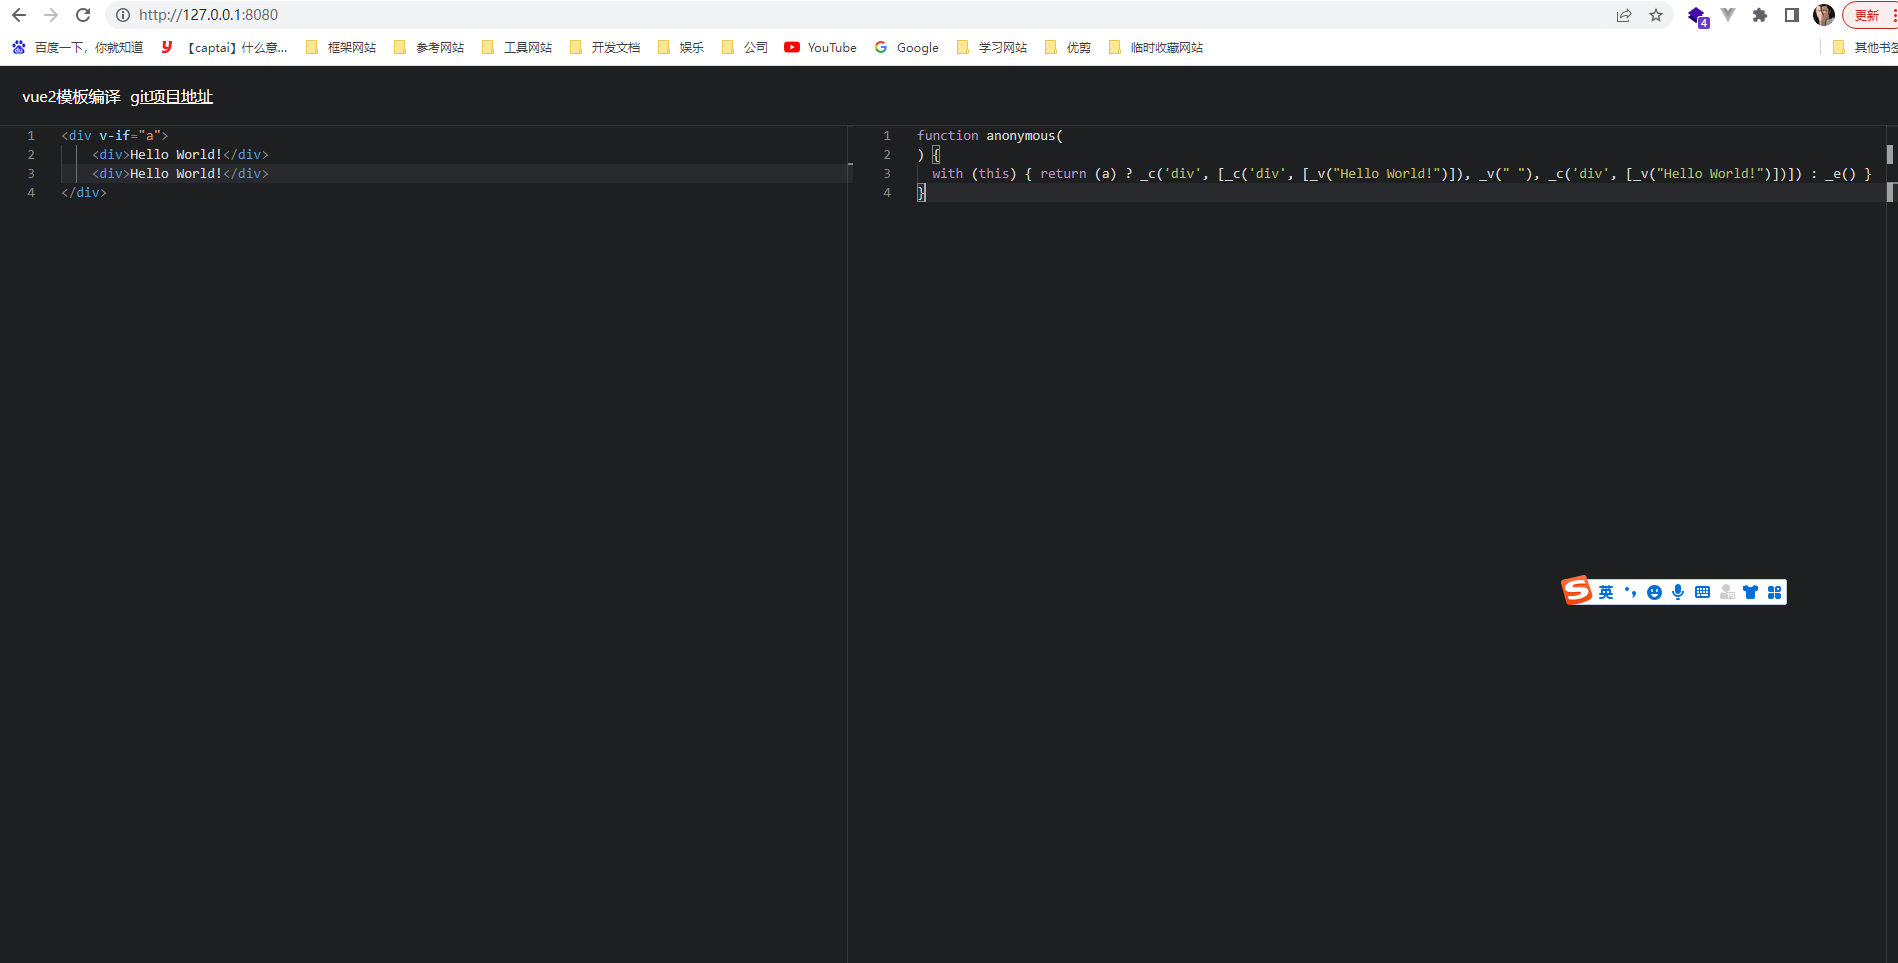 http://127.0.0.1:8080 更新
百度一下，你就知道 【captai】什么意... 框架网站 参考网站 工具网站 开发文档 娱乐 公司 YouTube Google 学习网站 优剪 临时收藏网站 其他书签
vue2模板编译 git项目地址
1 <div v-if="a">
2 <div>Hello World!</div>
3 <div>Hello World!</div>
4 </div>
1 function anonymous(
2 ) {
3 with (this) { return (a) ? _c('div', [_c('div', [_v("Hello World!")]), _v(" "), _c('div', [_v("Hello World!")])]) : _e() }
4 }
4
英